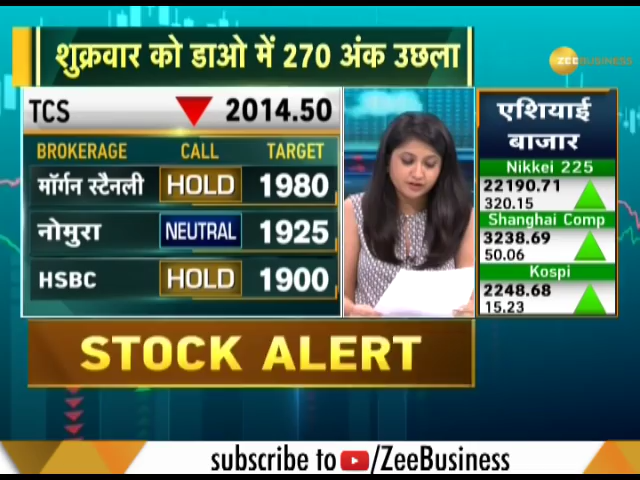 शुक्रवार को डाओ में 270 अंक उछला
ZEE BUSINESS
TCS 2014.50
BROKERAGE CALL TARGET
मॉर्गन स्टैनली HOLD 1980
नोमुरा NEUTRAL 1925
HSBC HOLD 1900
एशियाई
बाजार
Nikkei 225
22190.71
320.15
Shanghai Comp
3238.69
50.06
Kospi
2248.68
15.23
STOCK ALERT
subscribe to /ZeeBusiness